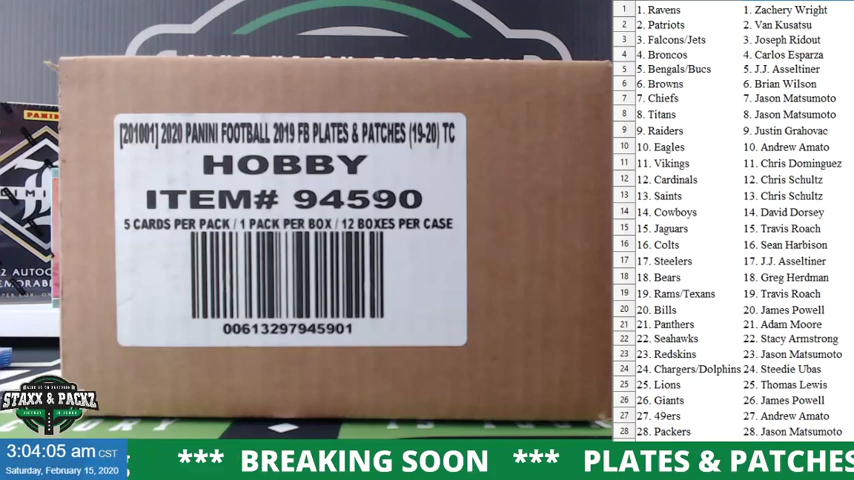 [201001] 2020 PANINI FOOTBALL 2019 FB PLATES & PATCHES (19-20) TC
HOBBY
ITEM# 94590
5 CARDS PER PACK / 1 PACK PER BOX / 12 BOXES PER CASE
00613297945901
PANINI
STAXX & PACKZ
1 1. Ravens 1. Zachery Wright
2 2. Patriots 2. Van Kusatsu
3 3. Falcons/Jets 3. Joseph Ridout
4 4. Broncos 4. Carlos Esparza
5 5. Bengals/Bucs 5. J.J. Asseltiner
6 6. Browns 6. Brian Wilson
7 7. Chiefs 7. Jason Matsumoto
8 8. Titans 8. Jason Matsumoto
9 9. Raiders 9. Justin Grahovac
10 10. Eagles 10. Andrew Amato
11 11. Vikings 11. Chris Dominguez
12 12. Cardinals 12. Chris Schultz
13 13. Saints 13. Chris Schultz
14 14. Cowboys 14. David Dorsey
15 15. Jaguars 15. Travis Roach
16 16. Colts 16. Sean Harbison
17 17. Steelers 17. J.J. Asseltiner
18 18. Bears 18. Greg Herdman
19 19. Rams/Texans 19. Travis Roach
20 20. Bills 20. James Powell
21 21. Panthers 21. Adam Moore
22 22. Seahawks 22. Stacy Armstrong
23 23. Redskins 23. Jason Matsumoto
24 24. Chargers/Dolphins 24. Steedie Ubas
25 25. Lions 25. Thomas Lewis
26 26. Giants 26. James Powell
27 27. 49ers 27. Andrew Amato
28 28. Packers 28. Jason Matsumoto
3:04:05 am CST
Saturday, February 15, 2020
*** BREAKING SOON *** PLATES & PATCHES